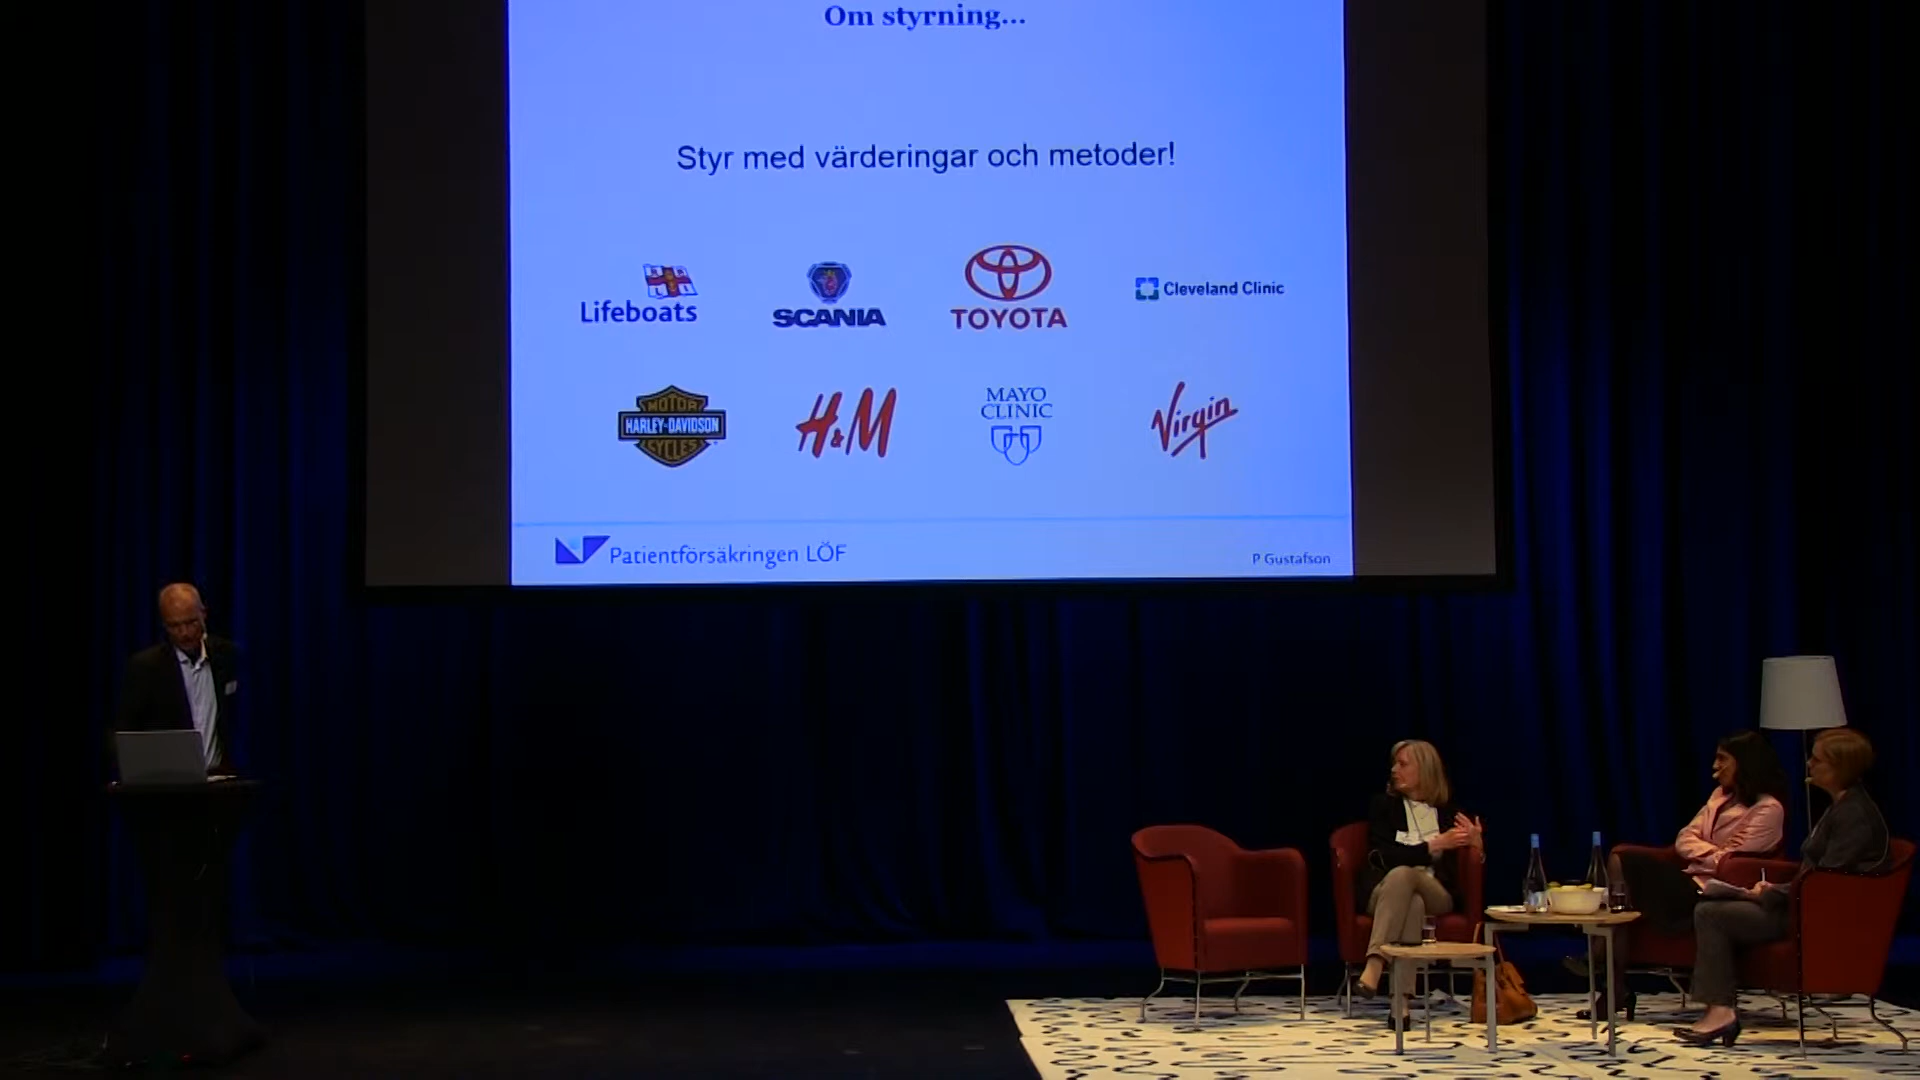 Om styrning...
Styr med värderingar och metoder!
Lifeboats
SCANIA
TOYOTA
Cleveland Clinic
MOTOR
HARLEY-DAVIDSON
CYCLES
H&M
MAYO
CLINIC
Virgin
Patientförsäkringen LÖF
P Gustafson